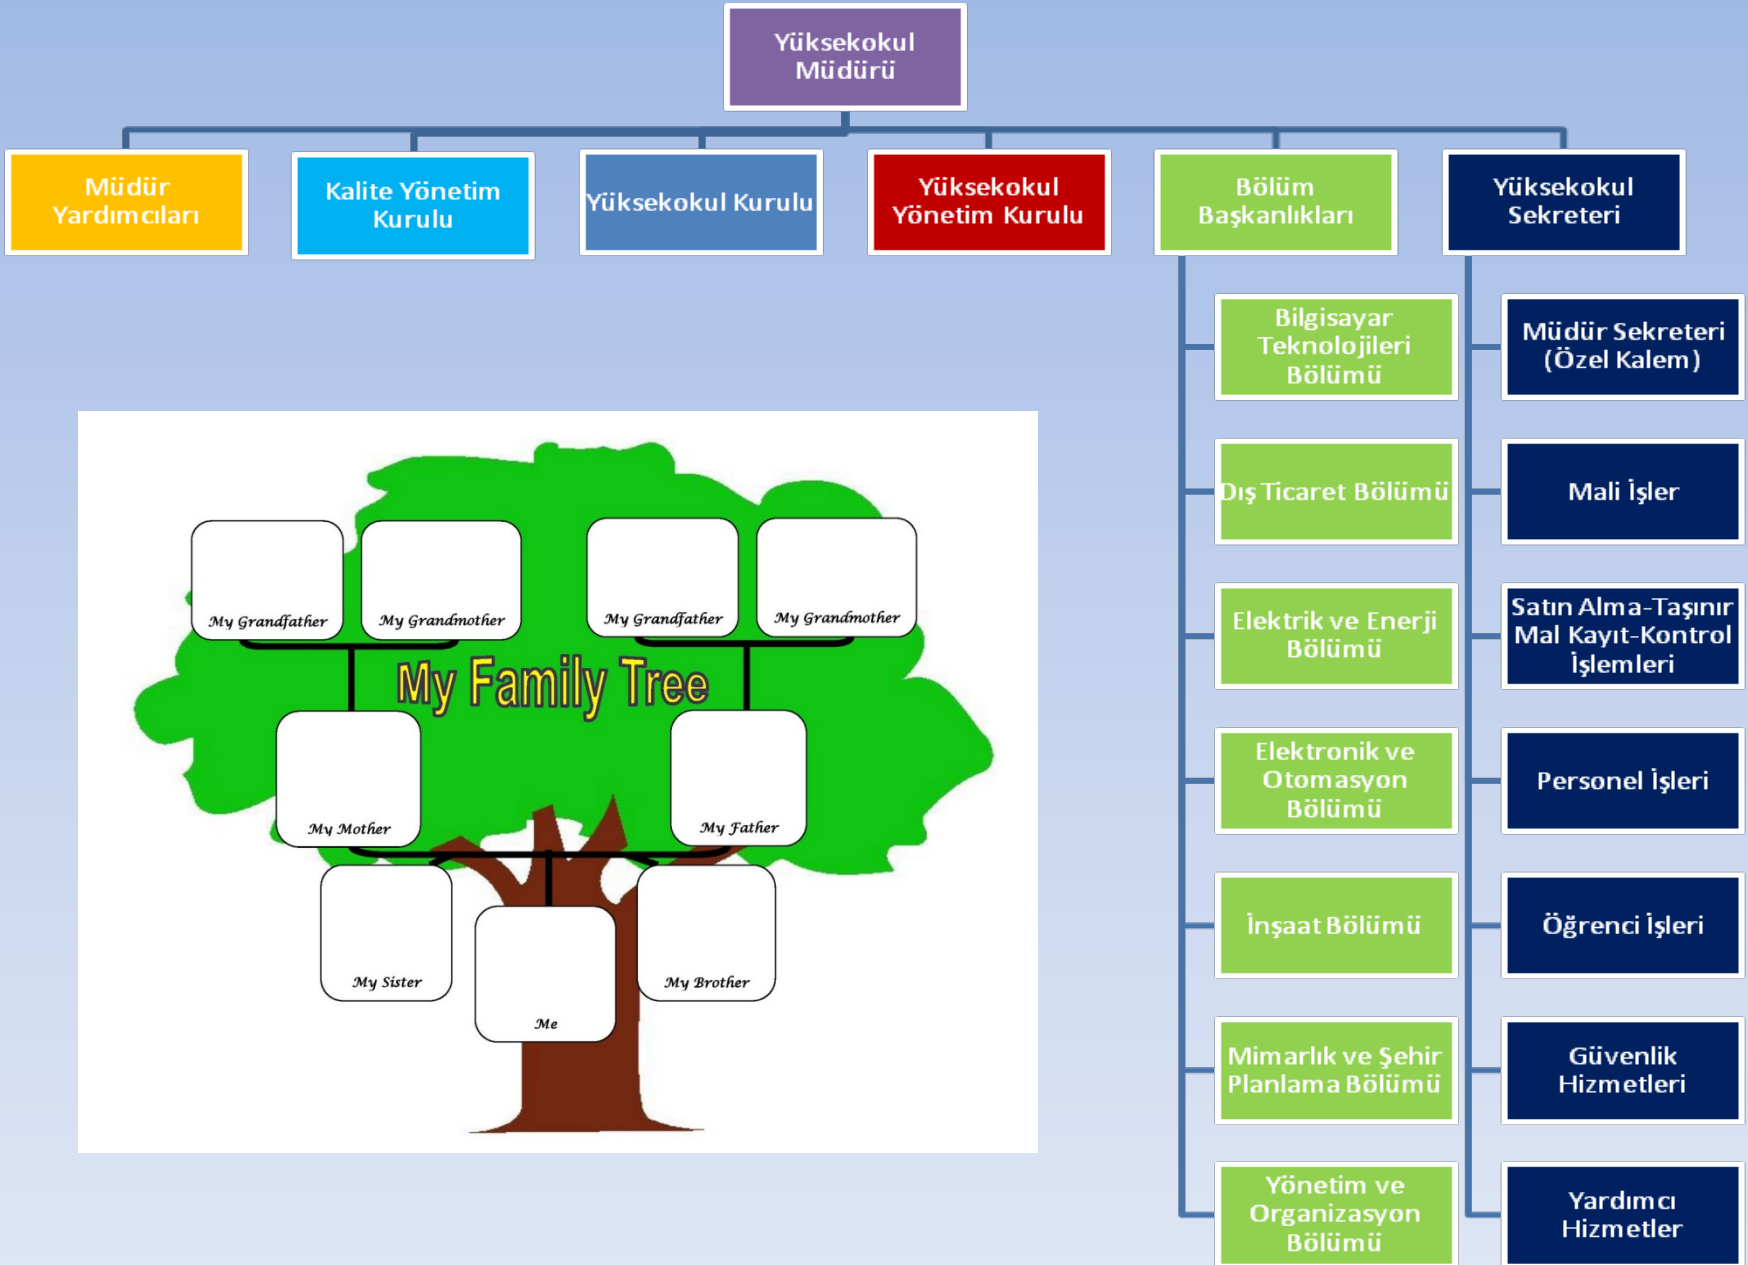 Yüksekokul
Müdürü
Müdür
Yardımcıları
Kalite Yönetim
Kurulu
Yüksekokul Kurulu
Yüksekokul
Yönetim Kurulu
Bölüm
Başkanlıkları
Yüksekokul
Sekreteri
Bilgisayar
Teknolojileri
Bölümü
Dış Ticaret Bölümü
Elektrik ve Enerji
Bölümü
Elektronik ve
Otomasyon
Bölümü
İnşaat Bölümü
Mimarlık ve Şehir
Planlama Bölümü
Yönetim ve
Organizasyon
Bölümü
Müdür Sekreteri
(Özel Kalem)
Mali İşler
Satın Alma-Taşınır
Mal Kayıt-Kontrol
İşlemleri
Personel İşleri
Öğrenci İşleri
Güvenlik
Hizmetleri
Yardımcı
Hizmetler
My Grandfather
My Grandmother
My Grandfather
My Grandmother
My Family Tree
My Mother
My Father
My Sister
My Brother
Me